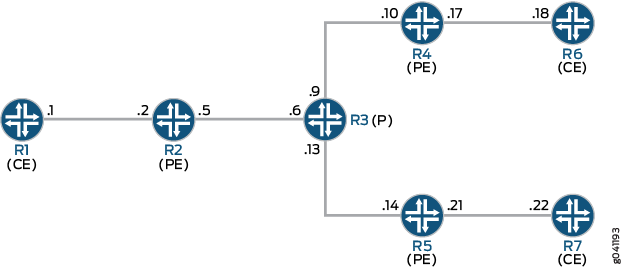 .10
.17
.18
R4
(PE)
R6
(CE)
.9
.1
.2
.5
.6
R3 (P)
R1
(CE)
R2
(PE)
.13
.14
.21
.22
R5
(PE)
R7
(CE)
g041193